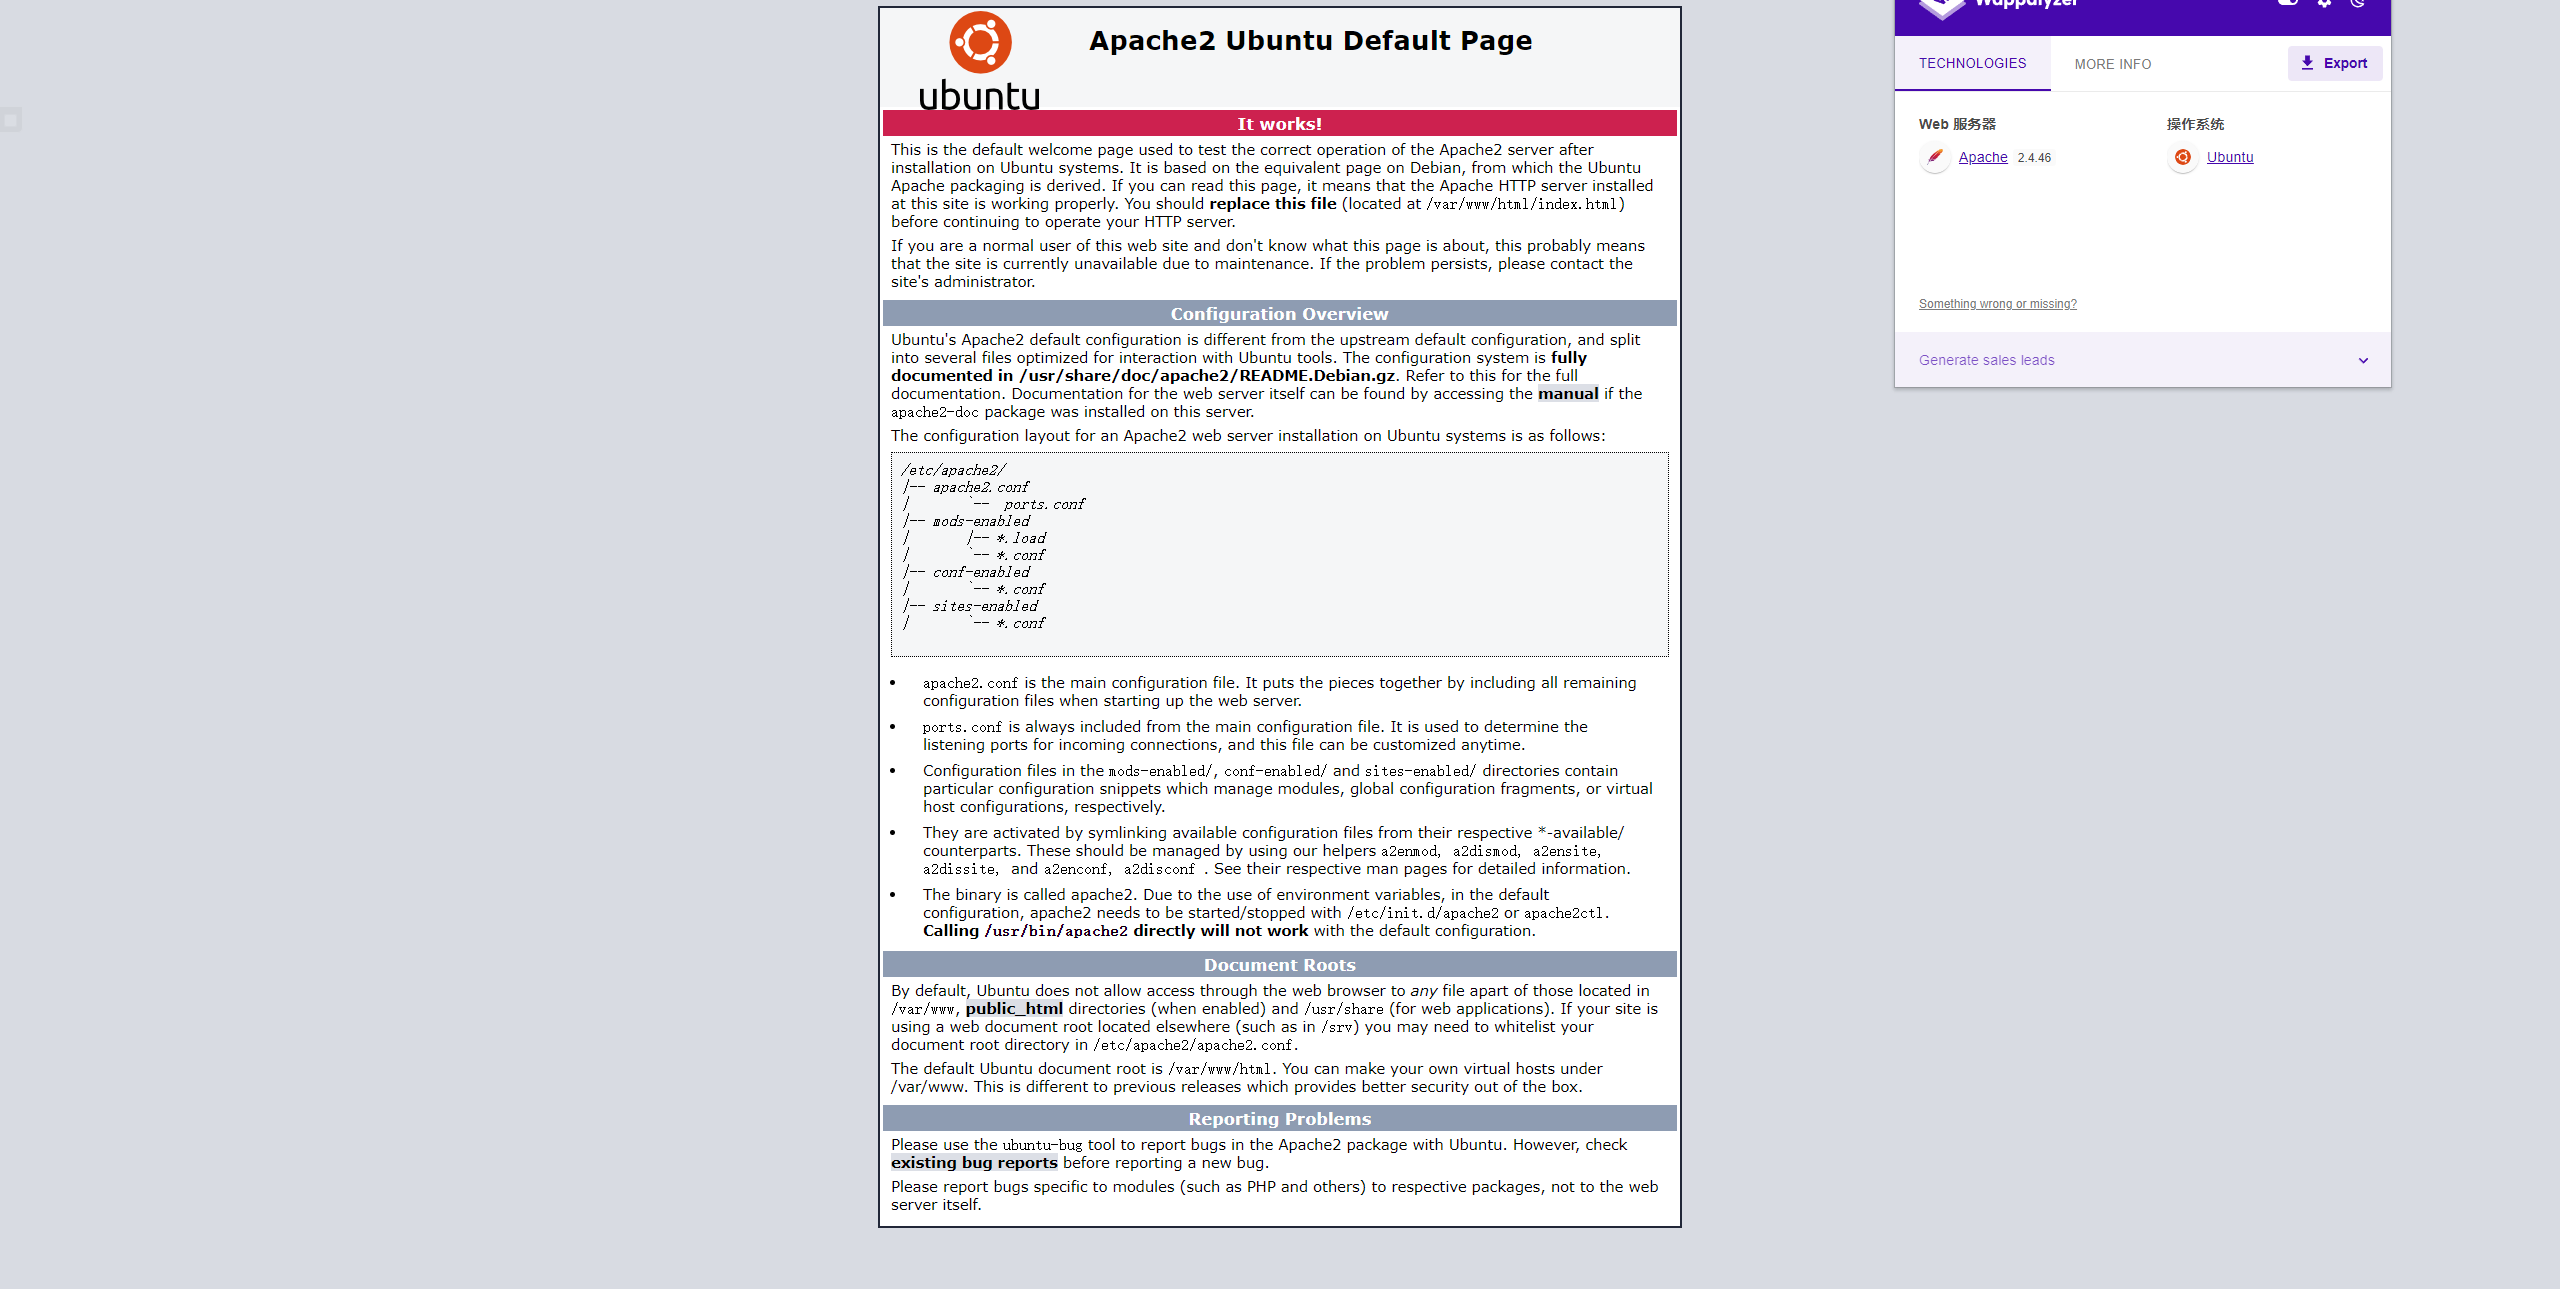 ubuntu
Apache2 Ubuntu Default Page
It works!
This is the default welcome page used to test the correct operation of the Apache2 server after
installation on Ubuntu systems. It is based on the equivalent page on Debian, from which the Ubuntu
Apache packaging is derived. If you can read this page, it means that the Apache HTTP server installed
at this site is working properly. You should replace this file (located at /var/www/html/index.html)
before continuing to operate your HTTP server.
If you are a normal user of this web site and don't know what this page is about, this probably means
that the site is currently unavailable due to maintenance. If the problem persists, please contact the
site's administrator.
Configuration Overview
Ubuntu's Apache2 default configuration is different from the upstream default configuration, and split
into several files optimized for interaction with Ubuntu tools. The configuration system is fully
documented in /usr/share/doc/apache2/README.Debian.gz. Refer to this for the full
documentation. Documentation for the web server itself can be found by accessing the manual if the
apache2-doc package was installed on this server.
The configuration layout for an Apache2 web server installation on Ubuntu systems is as follows:
/etc/apache2/
|-- apache2.conf
|       `--  ports.conf
|-- mods-enabled
|       |-- *.load
|       `-- *.conf
|-- conf-enabled
|       `-- *.conf
|-- sites-enabled
|       `-- *.conf
• apache2.conf is the main configuration file. It puts the pieces together by including all remaining
configuration files when starting up the web server.
• ports.conf is always included from the main configuration file. It is used to determine the
listening ports for incoming connections, and this file can be customized anytime.
• Configuration files in the mods-enabled/, conf-enabled/ and sites-enabled/ directories contain
particular configuration snippets which manage modules, global configuration fragments, or virtual
host configurations, respectively.
• They are activated by symlinking available configuration files from their respective *-available/
counterparts. These should be managed by using our helpers a2enmod, a2dismod, a2ensite,
a2dissite, and a2enconf, a2disconf . See their respective man pages for detailed information.
• The binary is called apache2. Due to the use of environment variables, in the default
configuration, apache2 needs to be started/stopped with /etc/init.d/apache2 or apache2ctl.
Calling /usr/bin/apache2 directly will not work with the default configuration.
Document Roots
By default, Ubuntu does not allow access through the web browser to any file apart of those located in
/var/www, public_html directories (when enabled) and /usr/share (for web applications). If your site is
using a web document root located elsewhere (such as in /srv) you may need to whitelist your
document root directory in /etc/apache2/apache2.conf.
The default Ubuntu document root is /var/www/html. You can make your own virtual hosts under
/var/www. This is different to previous releases which provides better security out of the box.
Reporting Problems
Please use the ubuntu-bug tool to report bugs in the Apache2 package with Ubuntu. However, check
existing bug reports before reporting a new bug.
Please report bugs specific to modules (such as PHP and others) to respective packages, not to the web
server itself.
Wappalyzer
TECHNOLOGIES
MORE INFO
Export
Web 服务器
操作系统
Apache 2.4.46
Ubuntu
Something wrong or missing?
Generate sales leads